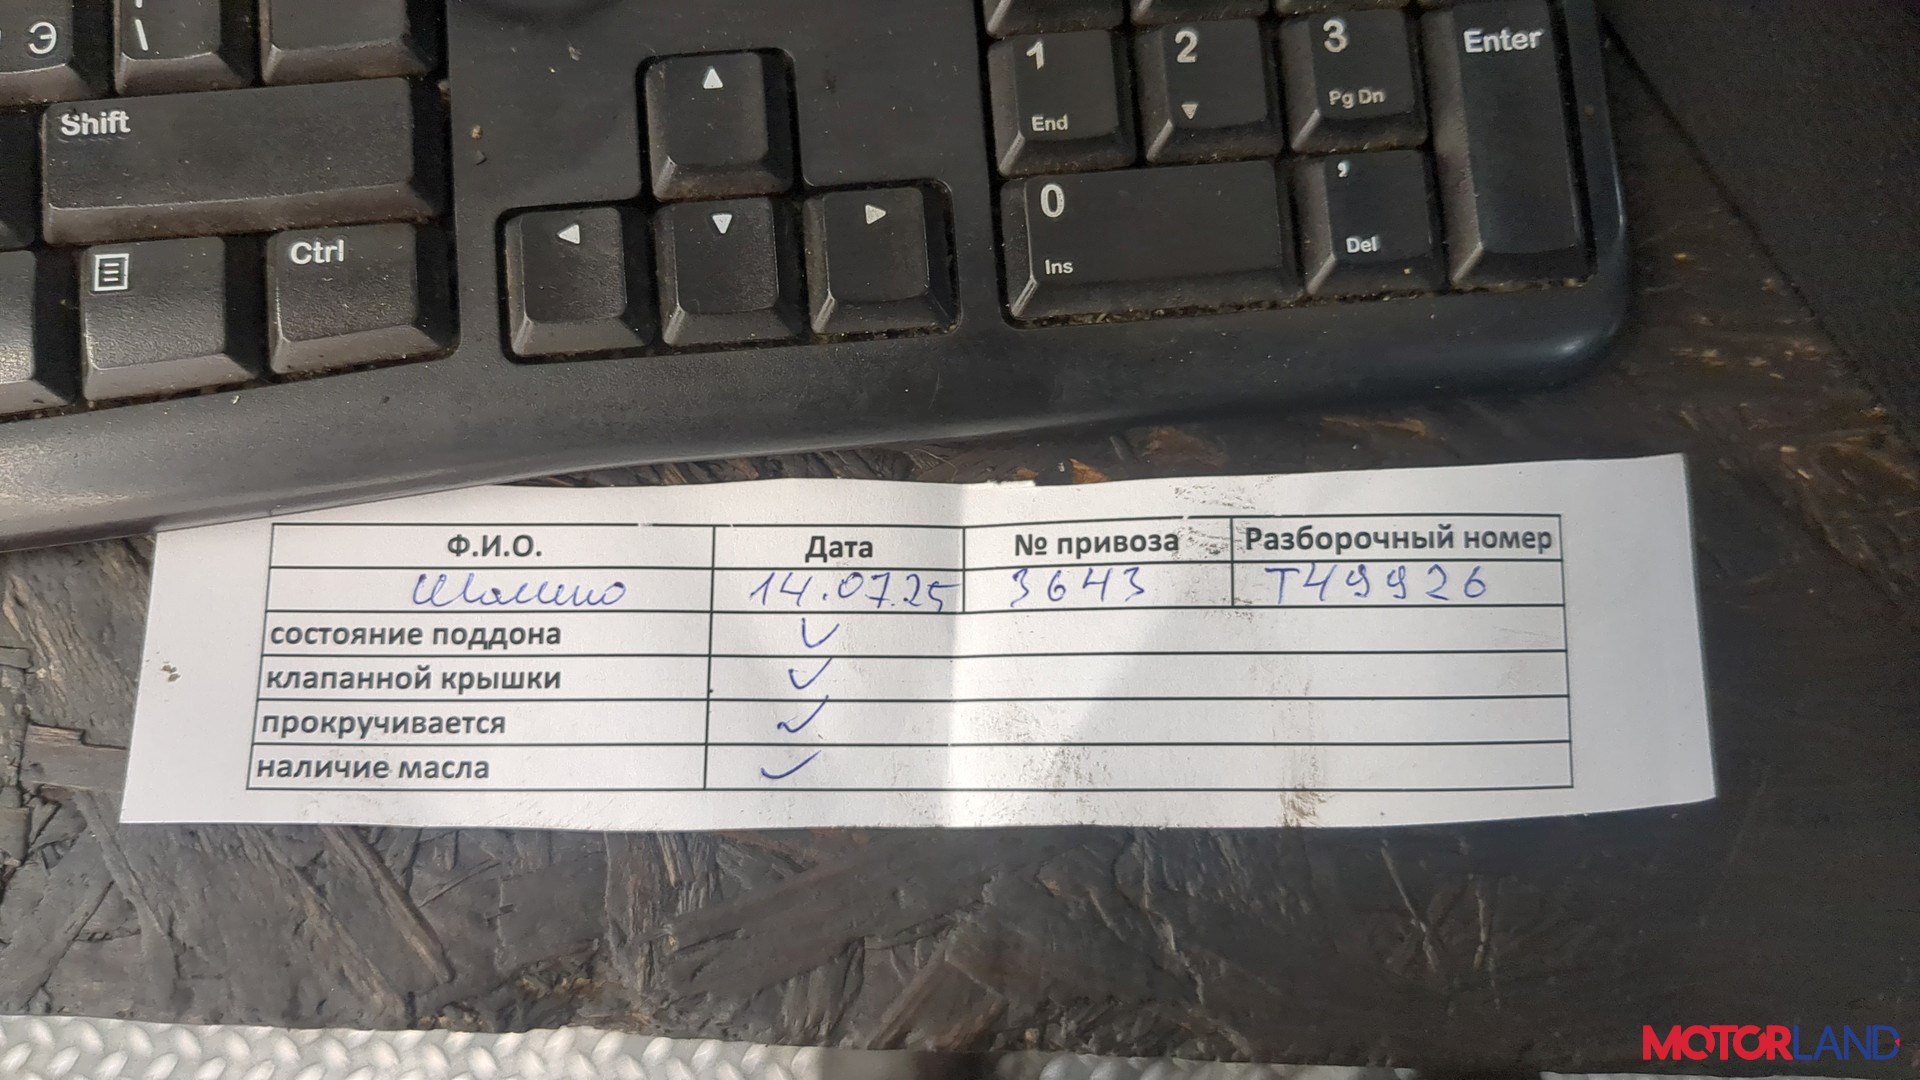 Э
\
Shift
Ctrl
1
End
2
3
Pg Dn
Enter
0
Ins
,
Del
Ф.И.О. Дата № привоза Разборочный номер
14.07.25 3643 Т49926
состояние поддона ✓
клапанной крышки ✓
прокручивается ✓
наличие масла ✓
MOTORLAND